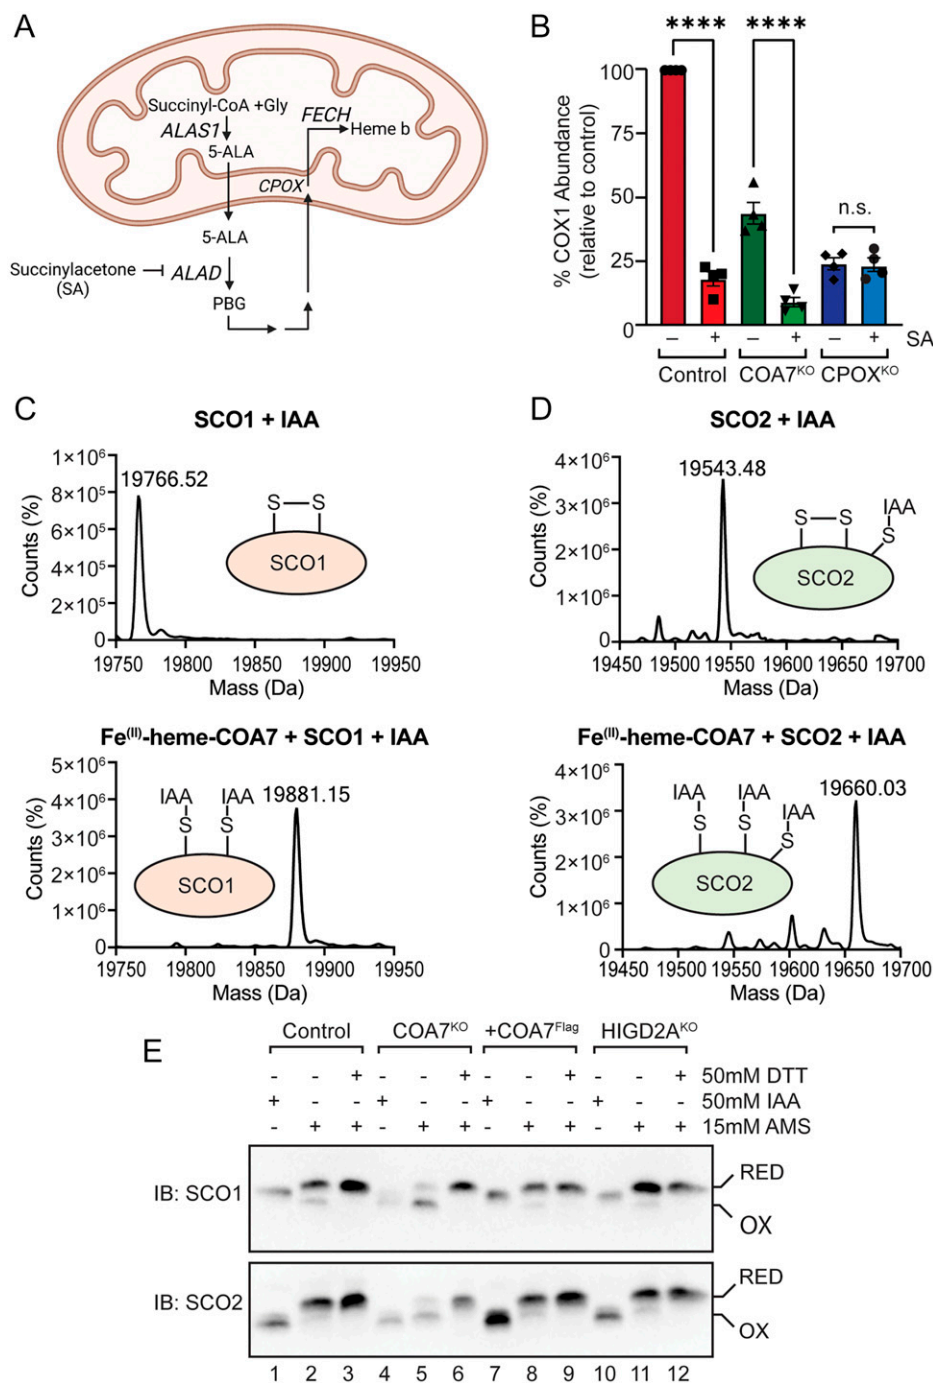 A
Succinyl-CoA +Gly
ALAS1
5-ALA
FECH
Heme b
CPOX
5-ALA
Succinylacetone
(SA)
ALAD
PBG
B
**** ****
% COX1 Abundance
(relative to control)
100
75
50
25
0
n.s.
– + – + – + SA
Control COA7ᴷᴼ CPOXᴷᴼ
C
SCO1 + IAA
Counts (%)
1×10⁶
8×10⁵
6×10⁵
4×10⁵
2×10⁵
0
19766.52
S S
SCO1
19750 19800 19850 19900 19950
Mass (Da)
D
SCO2 + IAA
Counts (%)
4×10⁶
3×10⁶
2×10⁶
1×10⁶
0
19543.48
IAA
S S S
SCO2
19450 19500 19550 19600 19650 19700
Mass (Da)
Fe⁽ᴵᴵ⁾-heme-COA7 + SCO1 + IAA
Counts (%)
5×10⁶
4×10⁶
3×10⁶
2×10⁶
1×10⁶
0
19881.15
IAA IAA
S S
SCO1
19750 19800 19850 19900 19950
Mass (Da)
Fe⁽ᴵᴵ⁾-heme-COA7 + SCO2 + IAA
Counts (%)
4×10⁶
3×10⁶
2×10⁶
1×10⁶
0
19660.03
IAA IAA IAA
S S S
SCO2
19450 19500 19550 19600 19650 19700
Mass (Da)
E
Control COA7ᴷᴼ +COA7ᶠˡᵃᵍ HIGD2Aᴷᴼ
- - + - - + - - + - - + 50mM DTT
+ - - + - - + - - + - - 50mM IAA
- + + - + + - + + - + + 15mM AMS
IB: SCO1
RED
OX
IB: SCO2
RED
OX
1 2 3 4 5 6 7 8 9 10 11 12